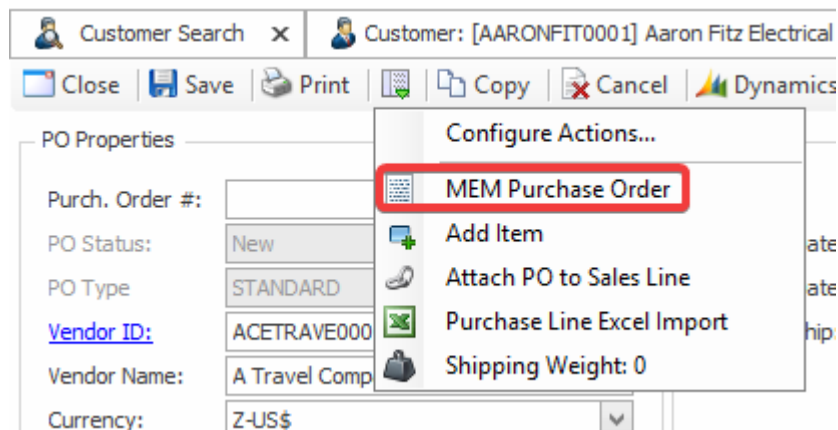 Customer Search x Customer: [AARONFIT0001] Aaron Fitz Electrical
Close Save Print Copy Cancel Dynamics
PO Properties
Configure Actions...
Purch. Order #:
MEM Purchase Order
PO Status: New
Add Item
PO Type STANDARD
Attach PO to Sales Line
Vendor ID: ACETRAVE000
Purchase Line Excel Import
Vendor Name: A Travel Comp
Shipping Weight: 0
Currency: Z-US$